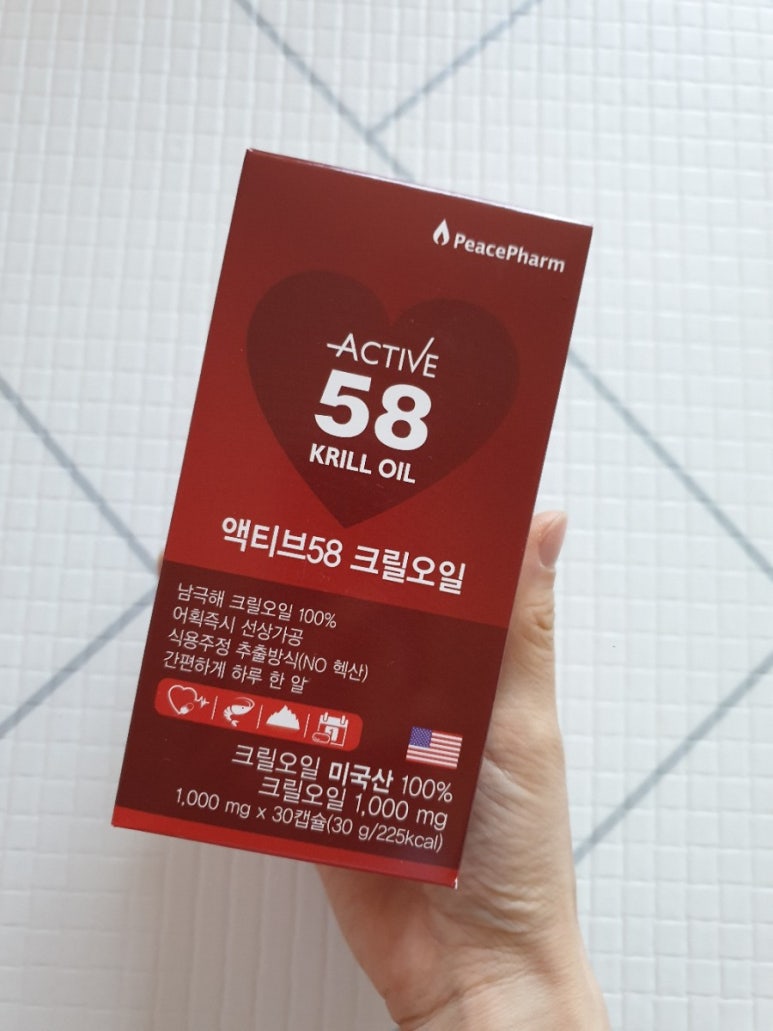 PeacePharm
ACTIVE
58
KRILL OIL
액티브58 크릴오일
남극해 크릴오일 100%
어획즉시 선상가공
식용주정 추출방식(NO 헥산)
간편하게 하루 한 알
1
크릴오일 미국산 100%
크릴오일 1,000 mg
1,000 mg x 30캡슐(30 g/225kcal)